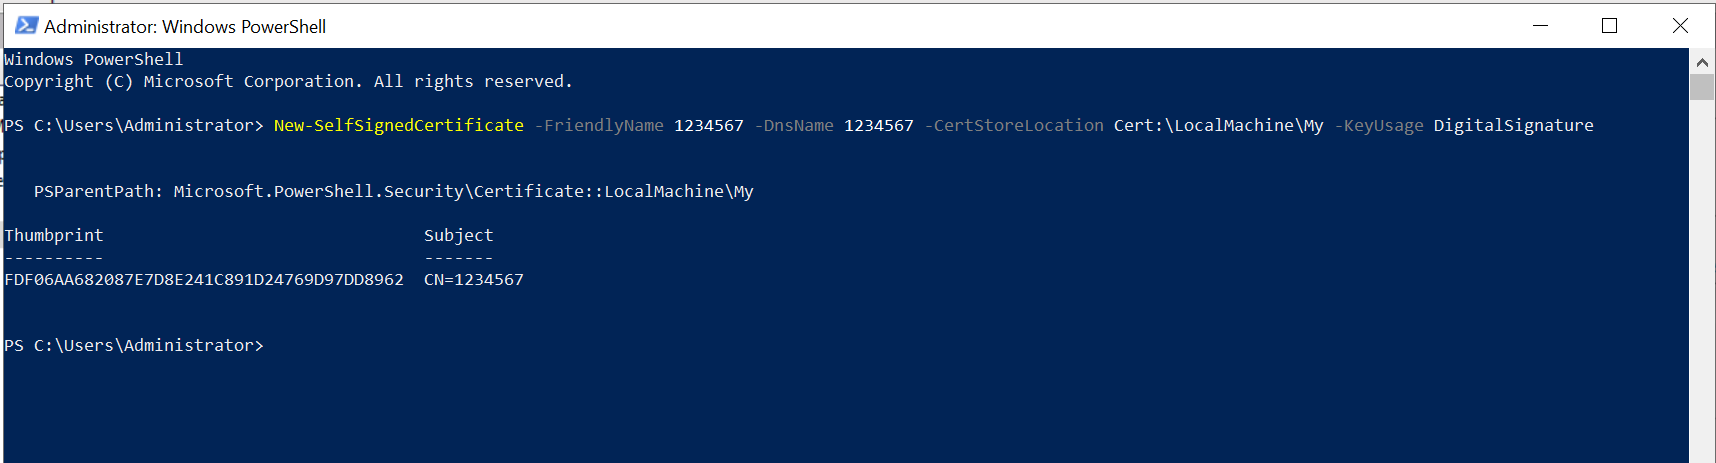 Administrator: Windows PowerShell
Windows PowerShell
Copyright (C) Microsoft Corporation. All rights reserved.
PS C:\Users\Administrator> New-SelfSignedCertificate -FriendlyName 1234567 -DnsName 1234567 -CertStoreLocation Cert:\LocalMachine\My -KeyUsage DigitalSignature
PSParentPath: Microsoft.PowerShell.Security\Certificate::LocalMachine\My
Thumbprint Subject
---------- -------
FDF06AA682087E7D8E241C891D24769D97DD8962 CN=1234567
PS C:\Users\Administrator>